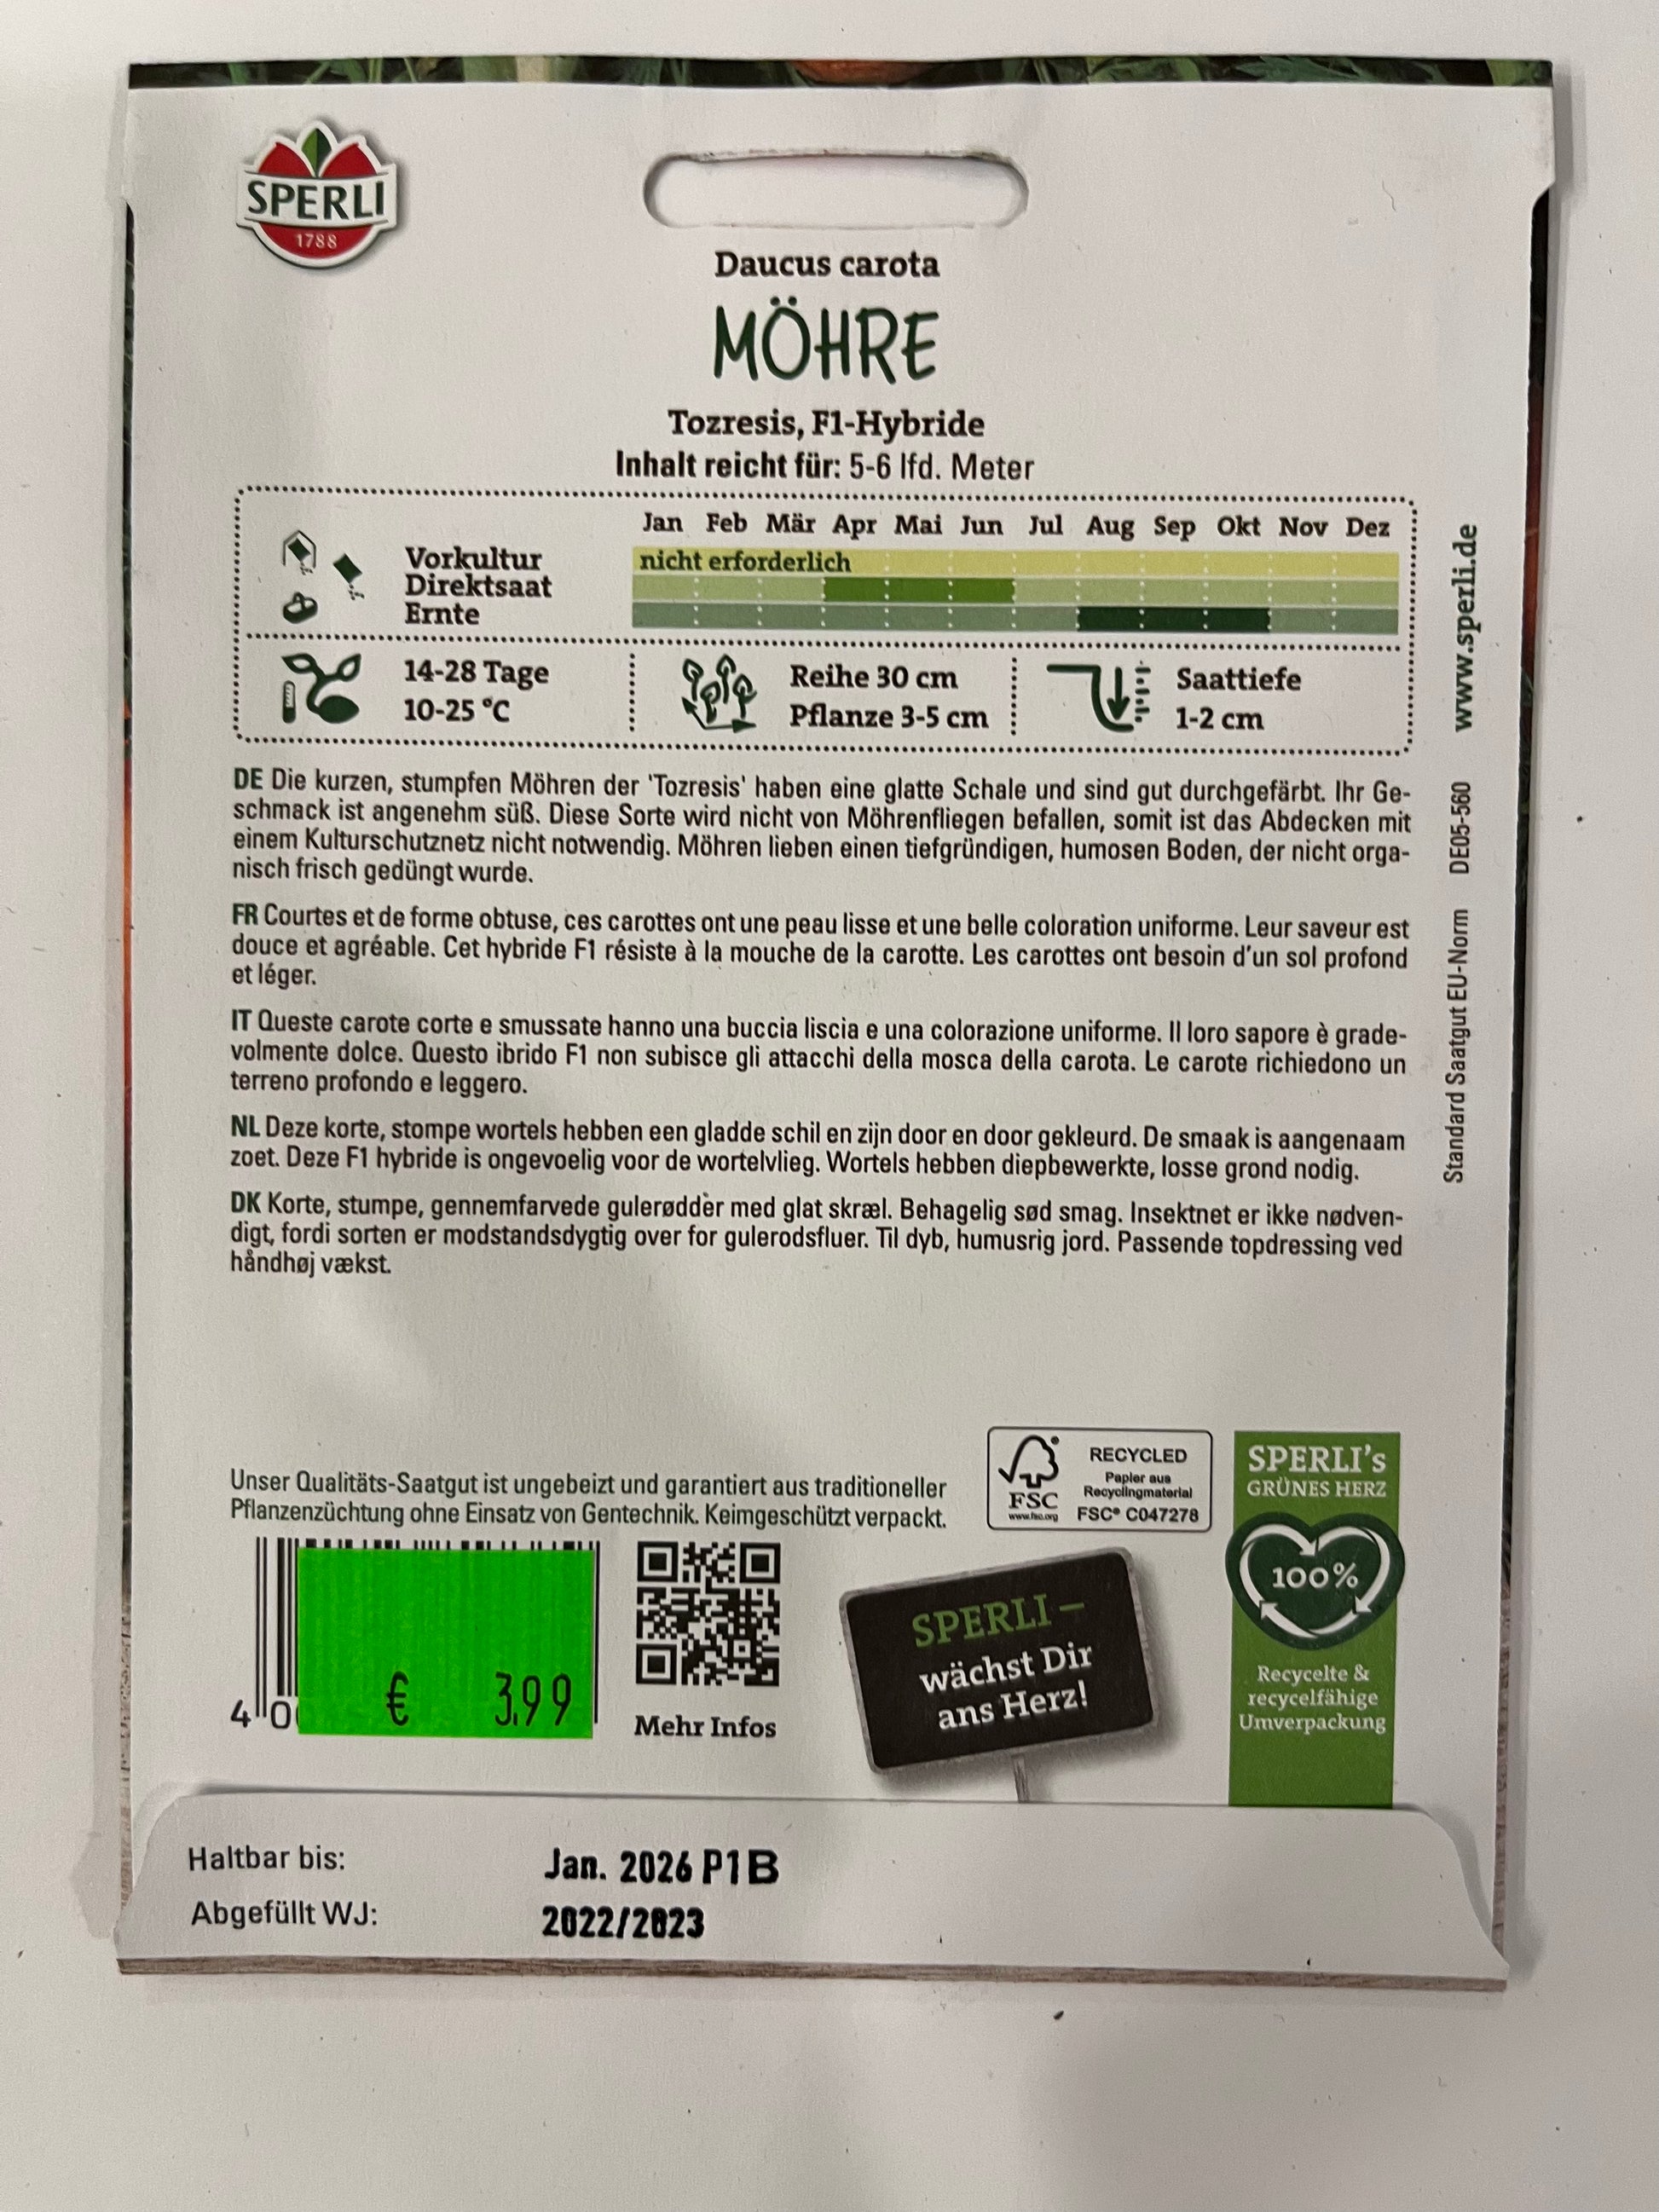 SPERLI
1788
Daucus carota
MÖHRE
Tozresis, F1-Hybride
Inhalt reicht für: 5-6 lfd. Meter
Jan Feb Mär Apr Mai Jun Jul Aug Sep Okt Nov Dez
Vorkultur nicht erforderlich
Direktsaat
Ernte
14-28 Tage
10-25 °C
Reihe 30 cm
Pflanze 3-5 cm
Saattiefe
1-2 cm
DE Die kurzen, stumpfen Möhren der 'Tozresis' haben eine glatte Schale und sind gut durchgefärbt. Ihr Ge-
schmack ist angenehm süß. Diese Sorte wird nicht von Möhrenfliegen befallen, somit ist das Abdecken mit
einem Kulturschutznetz nicht notwendig. Möhren lieben einen tiefgründigen, humosen Boden, der nicht orga-
nisch frisch gedüngt wurde.
FR Courtes et de forme obtuse, ces carottes ont une peau lisse et une belle coloration uniforme. Leur saveur est
douce et agréable. Cet hybride F1 résiste à la mouche de la carotte. Les carottes ont besoin d'un sol profond
et léger.
IT Queste carote corte e smussate hanno una buccia liscia e una colorazione uniforme. Il loro sapore è grade-
volmente dolce. Questo ibrido F1 non subisce gli attacchi della mosca della carota. Le carote richiedono un
terreno profondo e leggero.
NL Deze korte, stompe wortels hebben een gladde schil en zijn door en door gekleurd. De smaak is aangenaam
zoet. Deze F1 hybride is ongevoelig voor de wortelvlieg. Wortels hebben diepbewerkte, losse grond nodig.
DK Korte, stumpe, gennemfarvede gulerødder med glat skræl. Behagelig sød smag. Insektnet er ikke nødven-
digt, fordi sorten er modstandsdygtig over for gulerodsfluer. Til dyb, humusrig jord. Passende topdressing ved
håndhøj vækst.
Standard Saatgut EU-Norm DE05-560 www.sperli.de
Unser Qualitäts-Saatgut ist ungebeizt und garantiert aus traditioneller
Pflanzenzüchtung ohne Einsatz von Gentechnik. Keimgeschützt verpackt.
FSC
www.fsc.org
RECYCLED
Papier aus
Recyclingmaterial
FSC® C047278
SPERLI's
GRÜNES HERZ
100%
Recycelte &
recycelfähige
Umverpackung
4 0
€ 3,99
Mehr Infos
SPERLI –
wächst Dir
ans Herz!
Haltbar bis: Jan. 2026 P1B
Abgefüllt WJ: 2022/2023